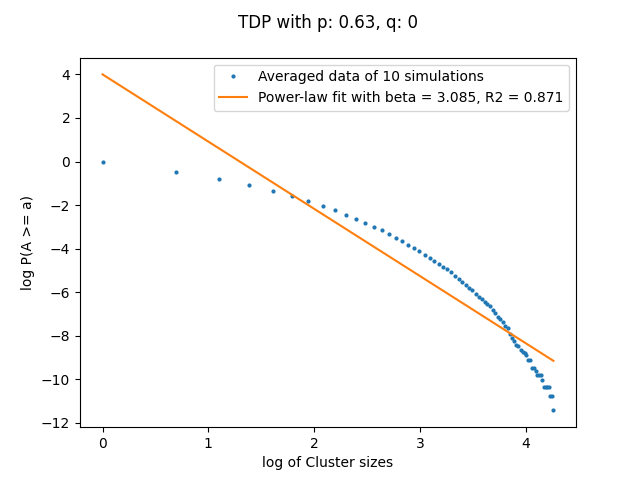 TDP with p: 0.63, q: 0
Averaged data of 10 simulations
Power-law fit with beta = 3.085, R2 = 0.871
log P(A >= a)
4
2
0
−2
−4
−6
−8
−10
−12
0 1 2 3 4
log of Cluster sizes